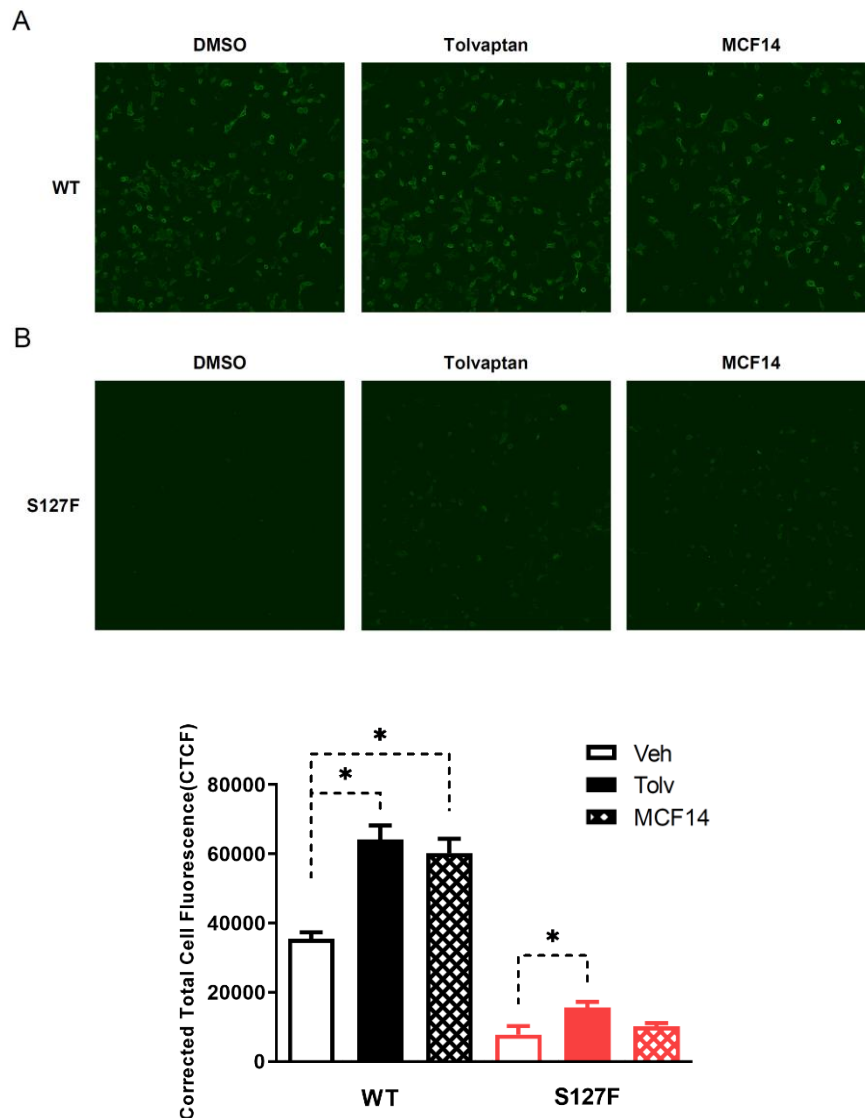 A
DMSO Tolvaptan MCF14
WT
B
DMSO Tolvaptan MCF14
S127F
Corrected Total Cell Fluorescence(CTCF)
80000
60000
40000
20000
0
*
*
*
Veh
Tolv
MCF14
WT S127F